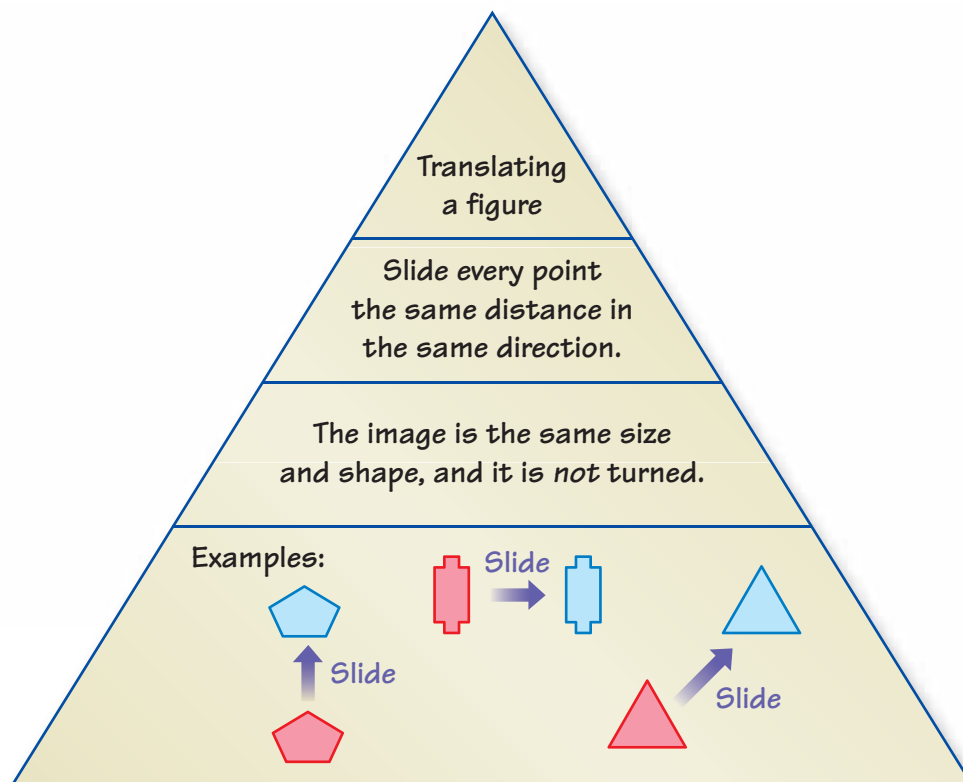 Translating
a figure
Slide every point
the same distance in
the same direction.
The image is the same size
and shape, and it is not turned.
Examples:
Slide
Slide
Slide